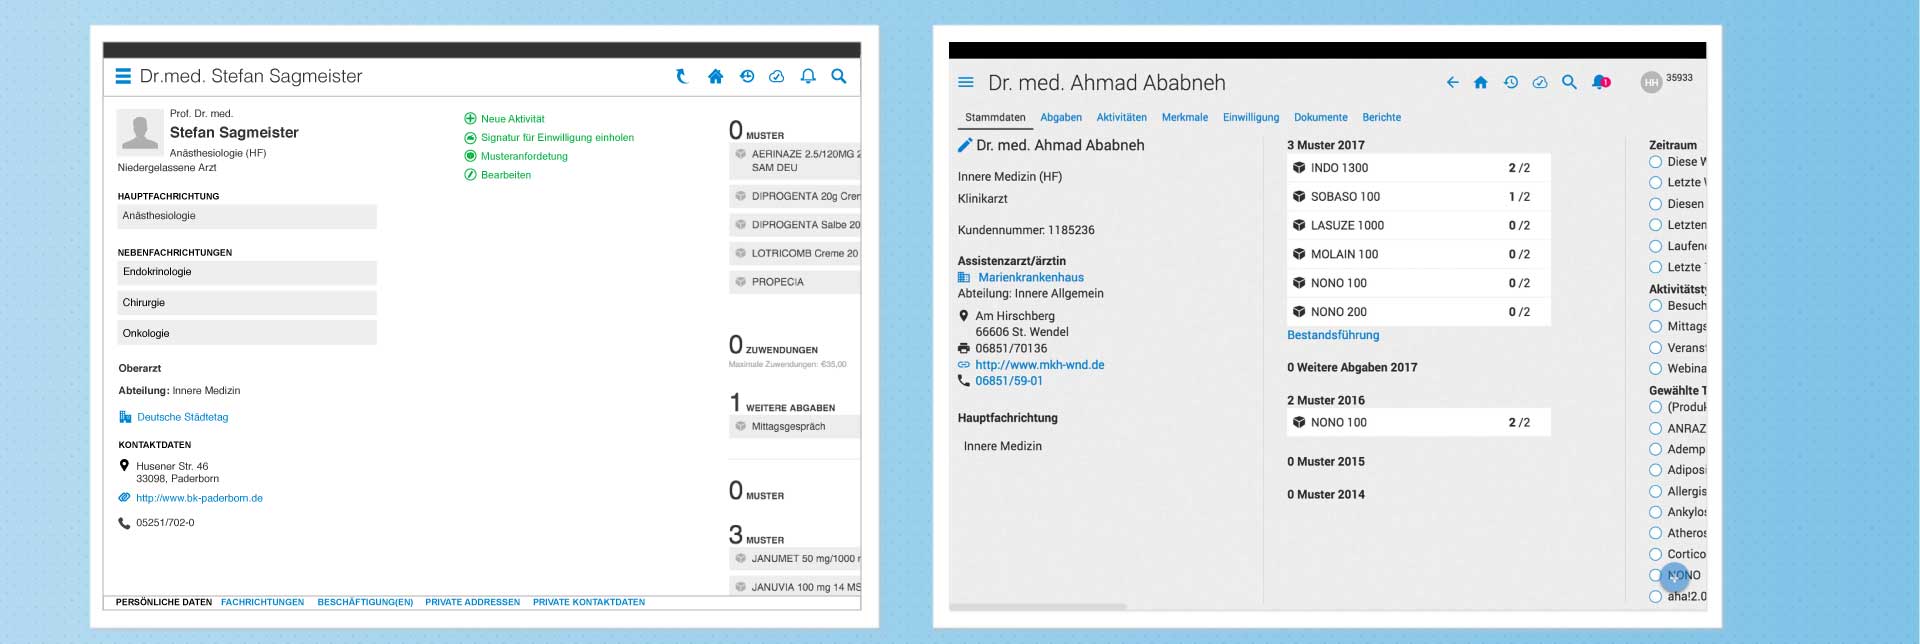 Dr.med. Stefan Sagmeister
Prof. Dr. med.
Stefan Sagmeister
Anästhesiologie (HF)
Niedergelassene Arzt
HAUPTFACHRICHTUNG
Anästhesiologie
NEBENFACHRICHTUNGEN
Endokrinologie
Chirurgie
Onkologie
Oberarzt
Abteilung: Innere Medizin
Deutsche Städtetag
KONTAKTDATEN
Husener Str. 46
33098, Paderborn
http://www.bk-paderborn.de
05251/702-0
Neue Aktivität
Signatur für Einwilligung einholen
Musteranfordetung
Bearbeiten
0 MUSTER
AERINAZE 2.5/120MG 2
SAM DEU
DIPROGENTA 20g Crem
DIPROGENTA Salbe 20
LOTRICOMB Creme 20
PROPECIA
0 ZUWENDUNGEN
Maximale Zuwendungen: €35,00
1 WEITERE ABGABEN
Mittagsgespräch
0 MUSTER
3 MUSTER
JANUMET 50 mg/1000
JANUVIA 100 mg 14 MS
PERSÖNLICHE DATEN FACHRICHTUNGEN BESCHÄFTIGUNG(EN) PRIVATE ADDRESSEN PRIVATE KONTAKTDATEN
Dr. med. Ahmad Ababneh
1
HH 35933
Stammdaten Abgaben Aktivitäten Merkmale Einwilligung Dokumente Berichte
Dr. med. Ahmad Ababneh
Innere Medizin (HF)
Klinikarzt
Kundennummer: 1185236
Assistenzarzt/ärztin
Marienkrankenhaus
Abteilung: Innere Allgemein
Am Hirschberg
66606 St. Wendel
06851/70136
http://www.mkh-wnd.de
06851/59-01
Hauptfachrichtung
Innere Medizin
3 Muster 2017
INDO 1300 2 /2
SOBASO 100 1 /2
LASUZE 1000 0 /2
MOLAIN 100 0 /2
NONO 100 0 /2
NONO 200 0 /2
Bestandsführung
0 Weitere Abgaben 2017
2 Muster 2016
NONO 100 2 /2
0 Muster 2015
0 Muster 2014
Zeitraum
Diese W
Letzte
Diesen
Letzten
Laufend
Letzte
Aktivitätsty
Besuch
Mittags
Veranst
Webina
Gewählte T
(Produk
ANRAZ
Ademp
Adiposi
Allergis
Ankylos
Atheros
Cortico
NONO
aha!2.0